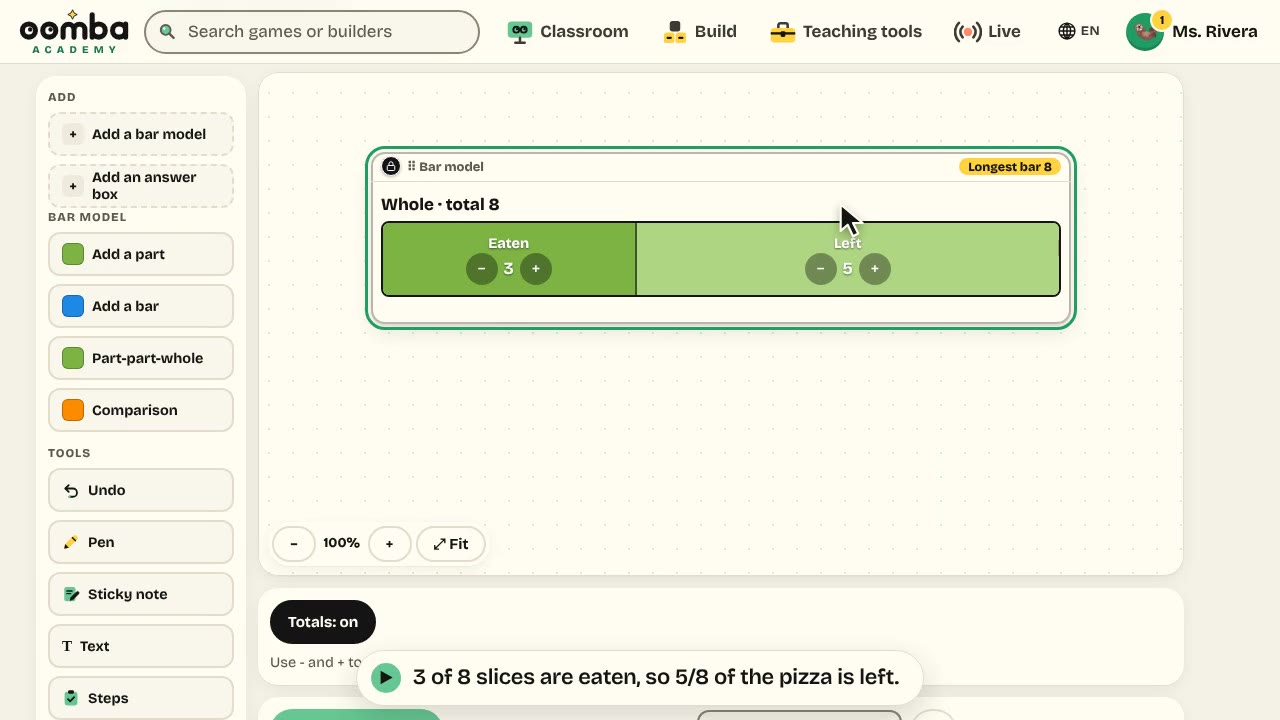 oomba
ACADEMY
Search games or builders
Classroom
Build
Teaching tools
Live
EN
1
Ms. Rivera
ADD
+ Add a bar model
+ Add an answer
box
BAR MODEL
Add a part
Add a bar
Part-part-whole
Comparison
TOOLS
Undo
Pen
Sticky note
T Text
Steps
Bar model
Longest bar 8
Whole · total 8
Eaten
− 3 +
Left
− 5 +
− 100% + Fit
Totals: on
Use - and + to
3 of 8 slices are eaten, so 5/8 of the pizza is left.